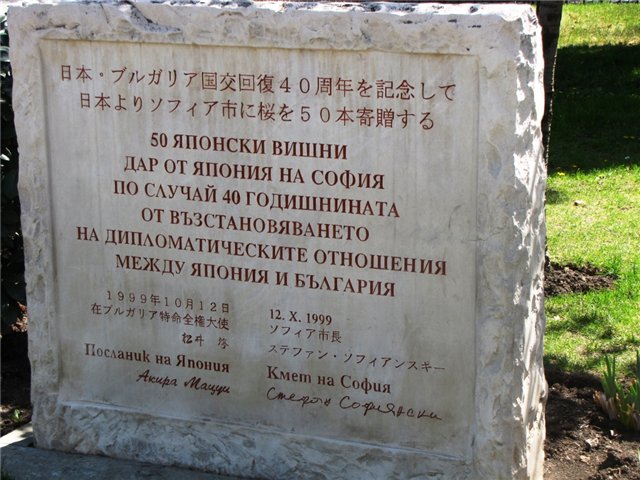 日本・ブルガリア国交回復40周年を記念して
日本よりソフィア市に桜を50本寄贈する
50 ЯПОНСКИ ВИШНИ
ДАР ОТ ЯПОНИЯ НА СОФИЯ
ПО СЛУЧАЙ 40 ГОДИШНИНАТА
ОТ ВЪЗСТАНОВЯВАНЕТО
НА ДИПЛОМАТИЧЕСКИТЕ ОТНОШЕНИЯ
МЕЖДУ ЯПОНИЯ И БЪЛГАРИЯ
1999年10月12日
在ブルガリア特命全権大使
松井
Посланик на Япония
Акира Мацуи
12. X. 1999
ソフィア市長
ステファン・ソフィアンスキー
Кмет на София
Стефан Софиянски